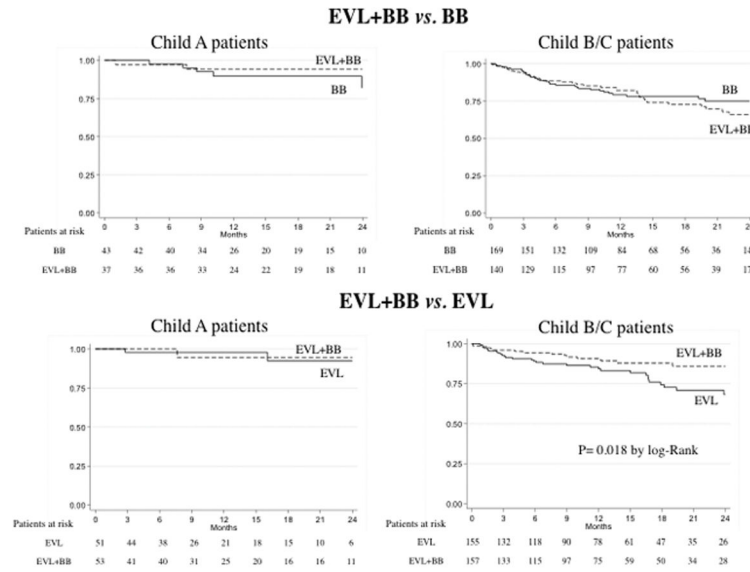 EVL+BB vs. BB
Child A patients
1.00
0.75
0.50
0.25
0.00
EVL+BB
BB
0 3 6 9 12 15 18 21 24
Months
Patients at risk
BB 43 42 40 34 26 20 19 15 10
EVL+BB 37 36 36 33 24 22 19 18 11
Child B/C patients
1.00
0.75
0.50
0.25
0.00
BB
EVL+BB
0 3 6 9 12 15 18 21
Months
Patients at risk
BB 169 151 132 109 84 68 56 36 14
EVL+BB 140 129 115 97 77 60 56 39 17
EVL+BB vs. EVL
Child A patients
1.00
0.75
0.50
0.25
0.00
EVL+BB
EVL
0 3 6 9 12 15 18 21 24
Months
Patients at risk
EVL 51 44 38 26 21 18 15 10 6
EVL+BB 53 41 40 31 25 20 16 16 11
Child B/C patients
1.00
0.75
0.50
0.25
0.00
EVL+BB
EVL
P= 0.018 by log-Rank
0 3 6 9 12 15 18 21 24
Months
Patients at risk
EVL 155 132 118 90 78 61 47 35 26
EVL+BB 157 133 115 97 75 59 50 34 28